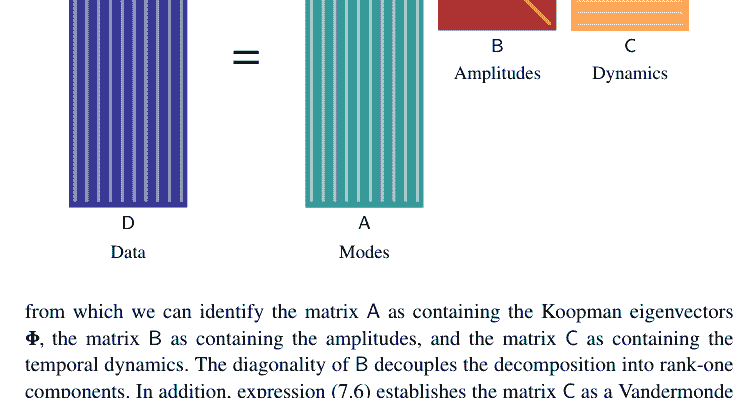 B C
Amplitudes Dynamics
=
D A
Data Modes
from which we can identify the matrix A as containing the Koopman eigenvectors
Φ, the matrix B as containing the amplitudes, and the matrix C as containing the
temporal dynamics. The diagonality of B decouples the decomposition into rank-one
components. In addition, expression (7.6) establishes the matrix C as a Vandermonde